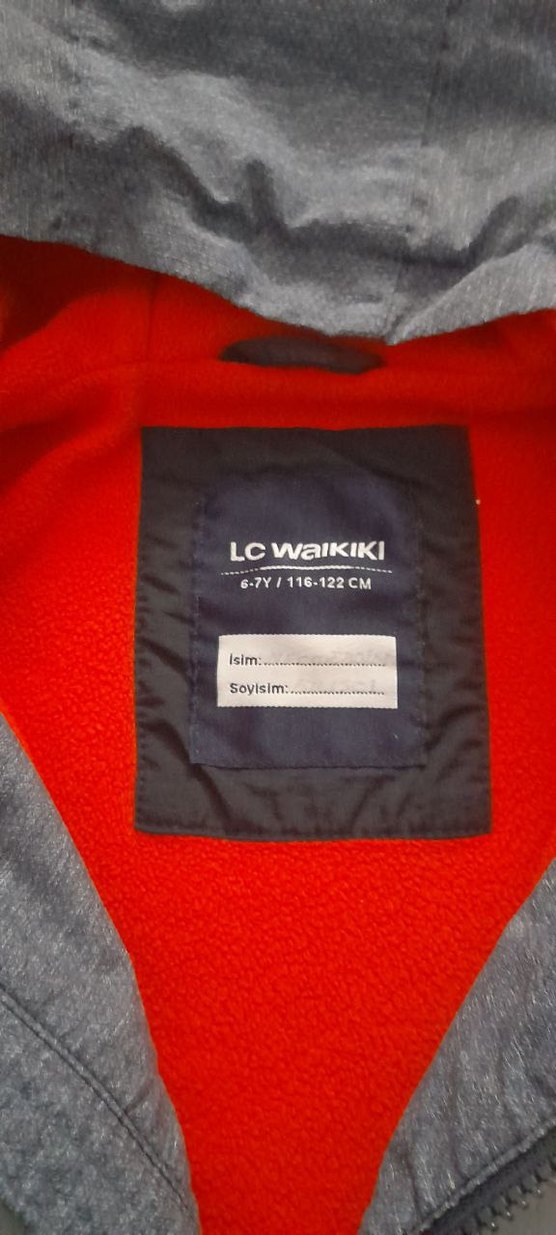 LC WAIKIKI
6-7Y / 116-122 CM
İsim:..............................
Soyisim:.......................